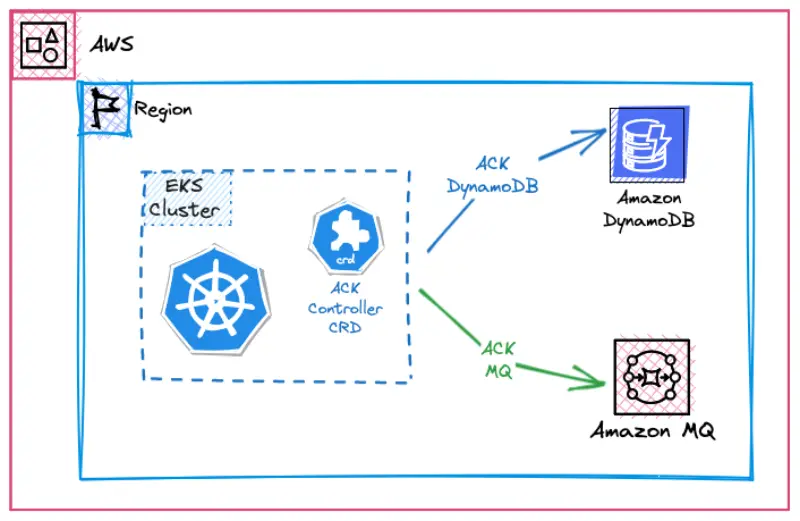 AWS
Region
EKS
Cluster
crd
ACK
Controller
CRD
ACK
DynamoDB
Amazon
DynamoDB
ACK
MQ
Amazon MQ